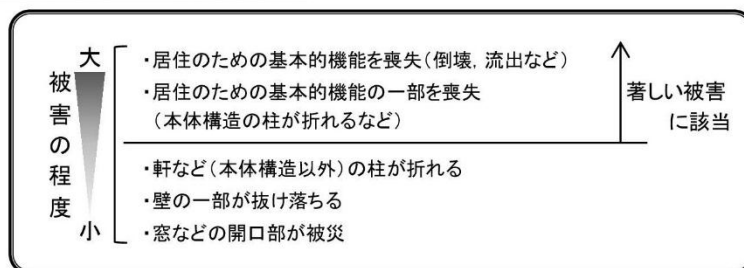 大
被害の程度
小
・居住のための基本的機能を喪失(倒壊, 流出など)
・居住のための基本的機能の一部を喪失
(本体構造の柱が折れるなど)
・軒など(本体構造以外)の柱が折れる
・壁の一部が抜け落ちる
・窓などの開口部が被災
著しい被害
に該当